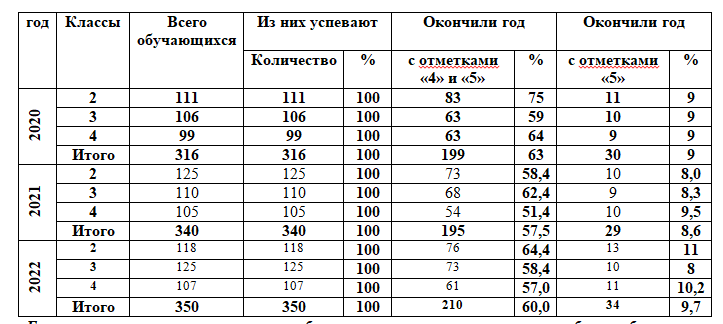 год Классы Всего обучающихся Из них успевают Окончили год Окончили год
Количество % с отметками «4» и «5» % с отметками «5» %
2020
2 111 111 100 83 75 11 9
3 106 106 100 63 59 10 9
4 99 99 100 63 64 9 9
Итого 316 316 100 199 63 30 9
2021
2 125 125 100 73 58,4 10 8,0
3 110 110 100 68 62,4 9 8,3
4 105 105 100 54 51,4 10 9,5
Итого 340 340 100 195 57,5 29 8,6
2022
2 118 118 100 76 64,4 13 11
3 125 125 100 73 58,4 10 8
4 107 107 100 61 57,0 11 10,2
Итого 350 350 100 210 60,0 34 9,7